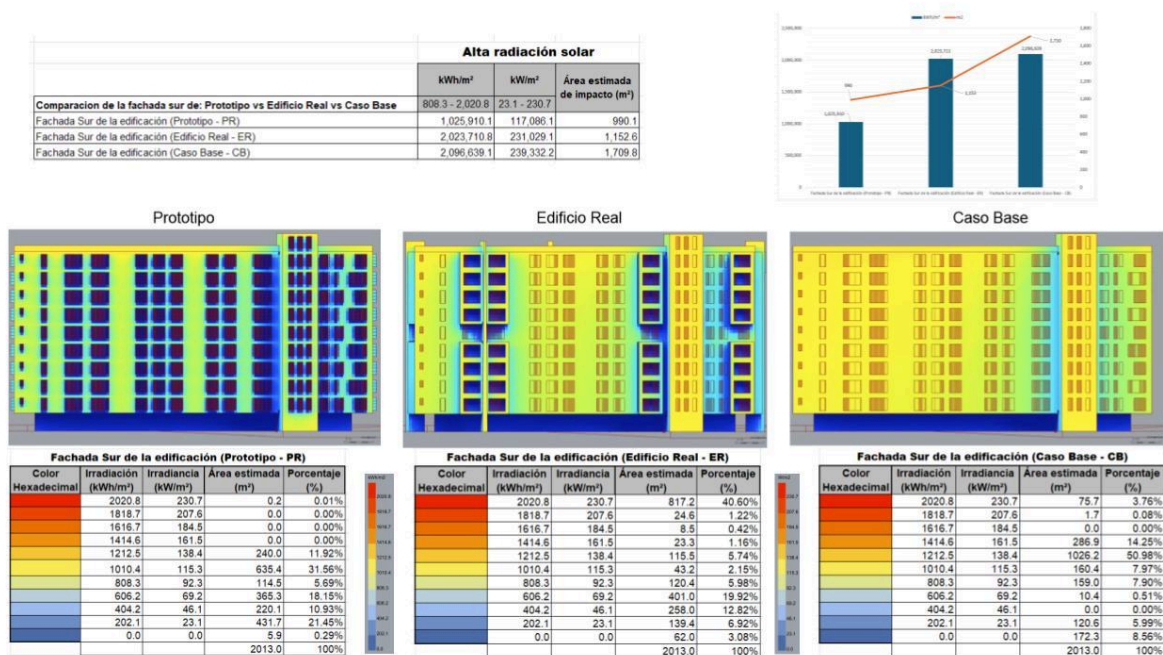 Alta radiación solar
kWh/m² kW/m² Área estimada de impacto (m²)
Comparacion de la fachada sur de: Prototipo vs Edificio Real vs Caso Base 808.3 - 2,020.8 23.1 - 230.7
Fachada Sur de la edificación (Prototipo - PR) 1,025,910.1 117,086.1 990.1
Fachada Sur de la edificación (Edificio Real - ER) 2,023,710.8 231,029.1 1,152.6
Fachada Sur de la edificación (Caso Base - CB) 2,096,639.1 239,332.2 1,709.8
Prototipo Edificio Real Caso Base
Fachada Sur de la edificación (Prototipo - PR)
Color Hexadecimal Irradiación (kWh/m²) Irradiancia (kW/m²) Área estimada (m²) Porcentaje (%)
2020.8 230.7 0.2 0.01%
1818.7 207.6 0.0 0.00%
1616.7 184.5 0.0 0.00%
1414.6 161.5 0.0 0.00%
1212.5 138.4 240.0 11.92%
1010.4 115.3 635.4 31.56%
808.3 92.3 114.5 5.69%
606.2 69.2 365.3 18.15%
404.2 46.1 220.1 10.93%
202.1 23.1 431.7 21.45%
0.0 0.0 5.9 0.29%
2013.0 100%
Fachada Sur de la edificación (Edificio Real - ER)
Color Hexadecimal Irradiación (kWh/m²) Irradiancia (kW/m²) Área estimada (m²) Porcentaje (%)
2020.8 230.7 817.2 40.60%
1818.7 207.6 24.6 1.22%
1616.7 184.5 8.5 0.42%
1414.6 161.5 23.3 1.16%
1212.5 138.4 115.5 5.74%
1010.4 115.3 43.2 2.15%
808.3 92.3 120.4 5.98%
606.2 69.2 401.0 19.92%
404.2 46.1 258.0 12.82%
202.1 23.1 139.4 6.92%
0.0 0.0 62.0 3.08%
2013.0 100%
Fachada Sur de la edificación (Caso Base - CB)
Color Hexadecimal Irradiación (kWh/m²) Irradiancia (kW/m²) Área estimada (m²) Porcentaje (%)
2020.8 230.7 75.7 3.76%
1818.7 207.6 1.7 0.08%
1616.7 184.5 0.0 0.00%
1414.6 161.5 286.9 14.25%
1212.5 138.4 1026.2 50.98%
1010.4 115.3 160.4 7.97%
808.3 92.3 159.0 7.90%
606.2 69.2 10.4 0.51%
404.2 46.1 0.0 0.00%
202.1 23.1 120.6 5.99%
0.0 0.0 172.3 8.56%
2013.0 100%